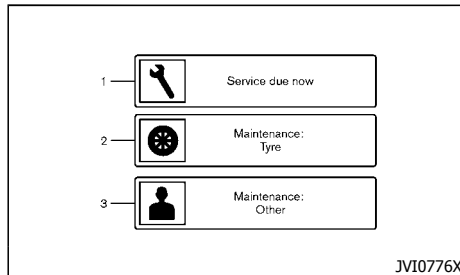 1
Service due now
2
Maintenance:
Tyre
3
Maintenance:
Other
JVI0776X